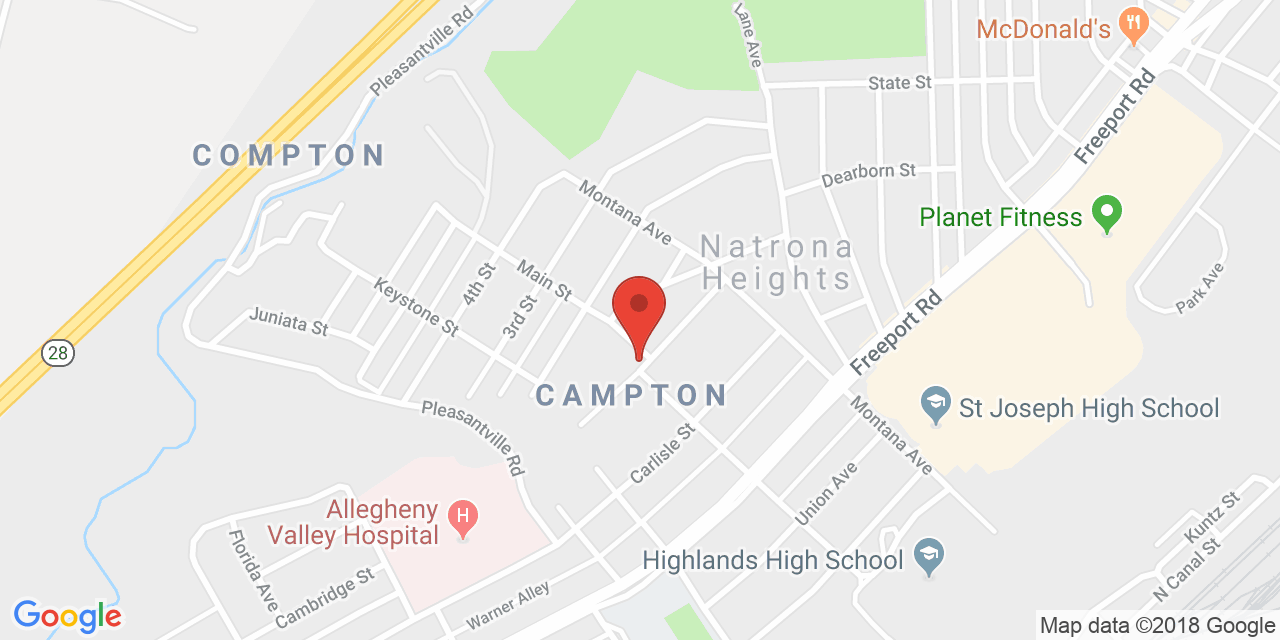 McDonald's
Lane Ave
Pleasantville Rd
State St
Freeport Rd
COMPTON
Dearborn St
Montana Ave
Planet Fitness
Natrona
Heights
Main St
4th St
Park Ave
Keystone St
3rd St
Juniata St
Freeport Rd
28
CAMPTON
St Joseph High School
Pleasantville Rd
Montana Ave
Carlisle St
Union Ave
Allegheny
Valley Hospital
H
Kuntz St
Highlands High School
Florida Ave
N Canal St
Cambridge St
Warner Alley
Google
Map data ©2018 Google